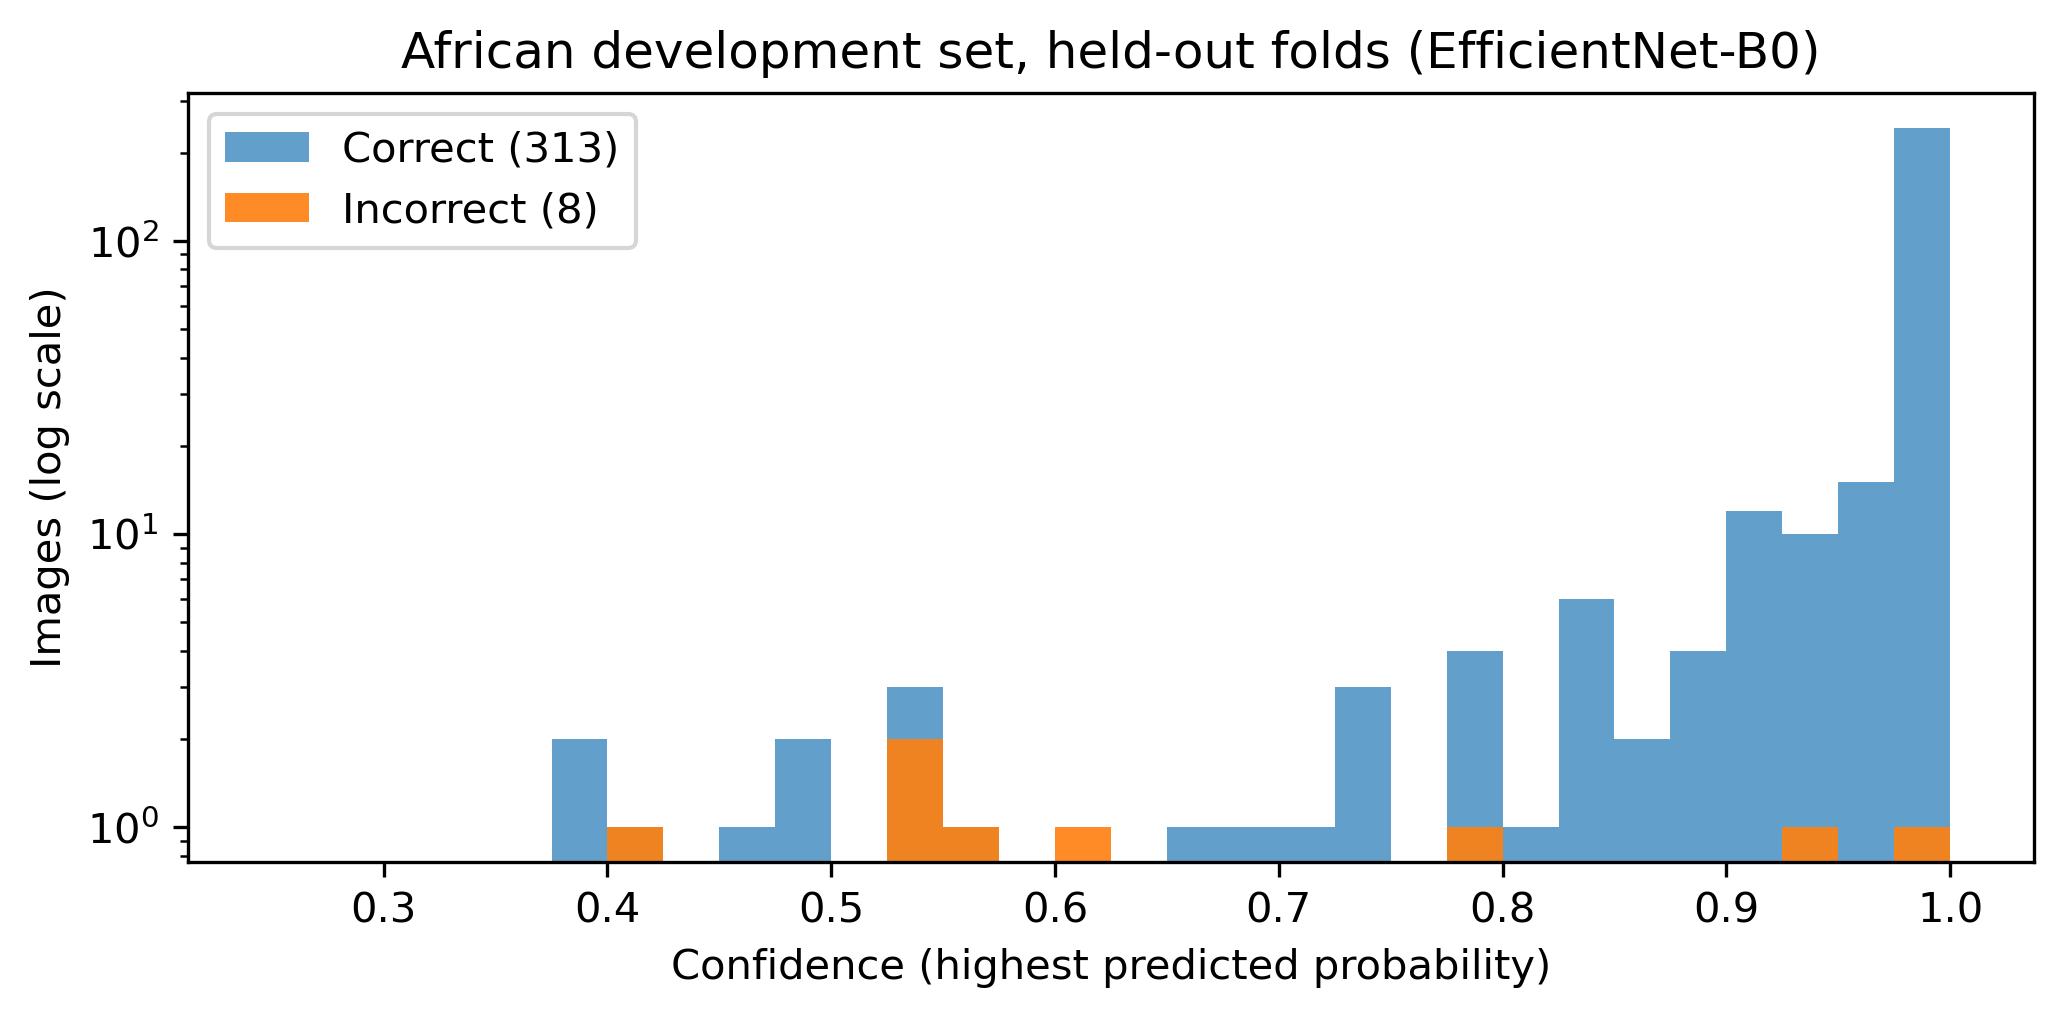 African development set, held-out folds (EfficientNet-B0)
Correct (313)
Incorrect (8)
Images (log scale)
10²
10¹
10⁰
0.3 0.4 0.5 0.6 0.7 0.8 0.9 1.0
Confidence (highest predicted probability)